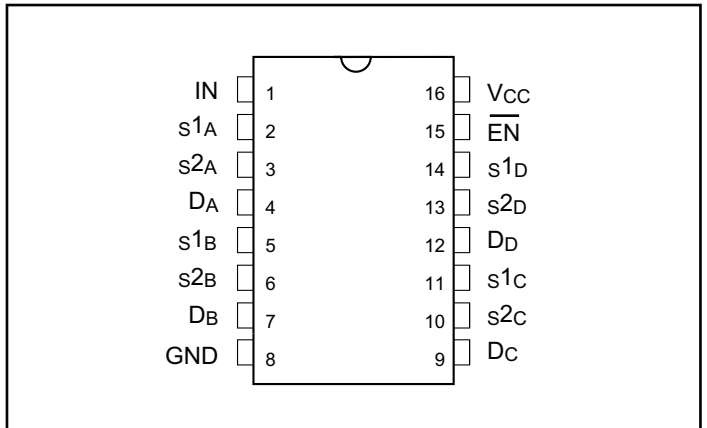 IN 1 16 VCC
S1A 2 15 EN
S2A 3 14 S1D
DA 4 13 S2D
S1B 5 12 DD
S2B 6 11 S1C
DB 7 10 S2C
GND 8 9 DC